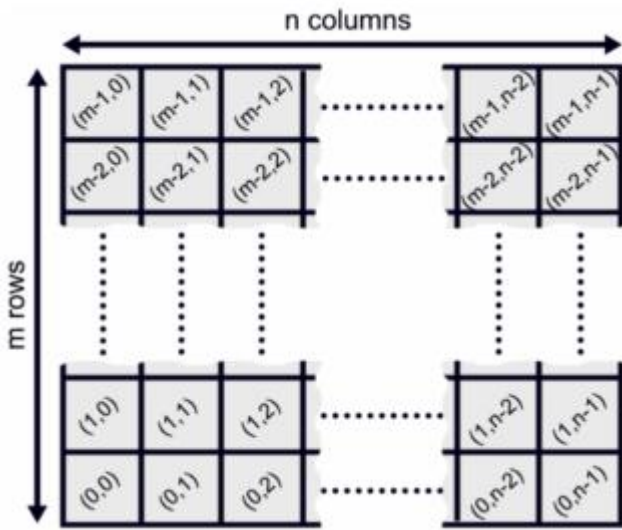 n columns
m rows
(m-1,0) (m-1,1) (m-1,2) (m-1,n-2) (m-1,n-1)
(m-2,0) (m-2,1) (m-2,2) (m-2,n-2) (m-2,n-1)
(1,0) (1,1) (1,2) (1,n-2) (1,n-1)
(0,0) (0,1) (0,2) (0,n-2) (0,n-1)